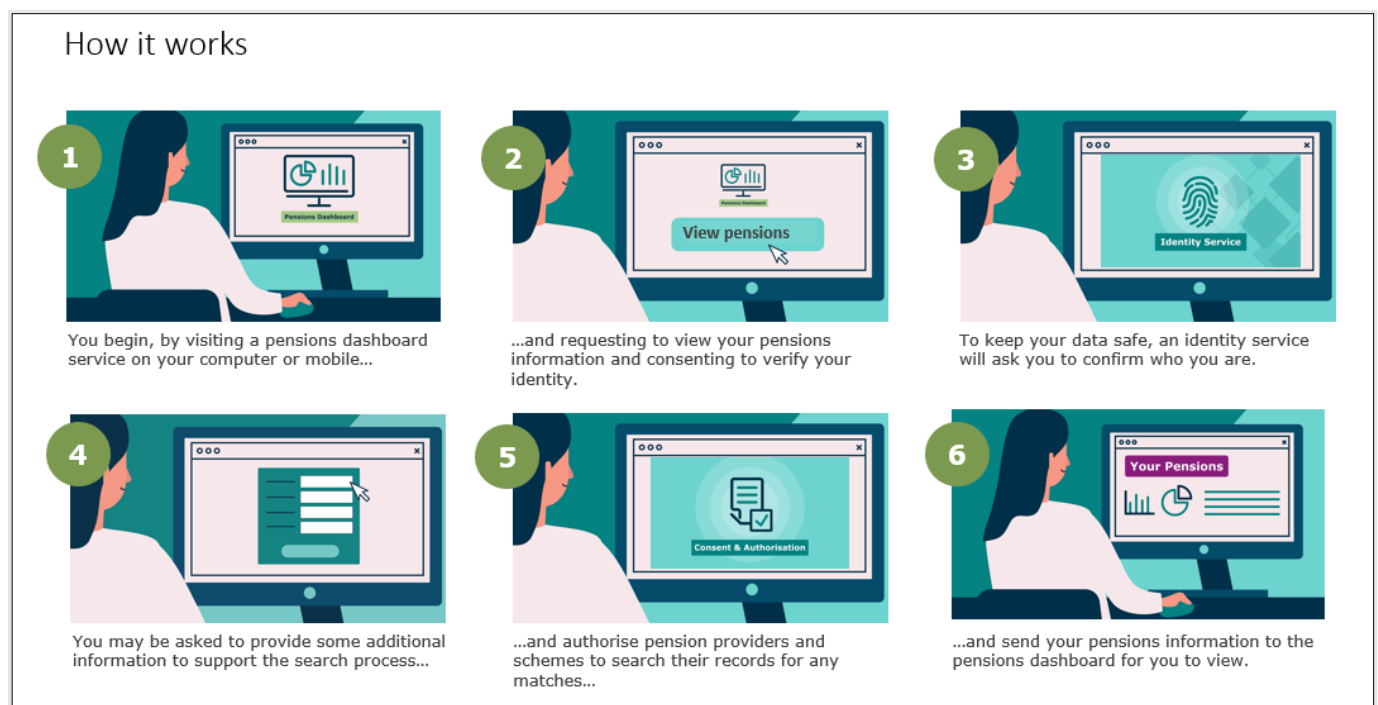 How it works
1
Pensions Dashboard
You begin, by visiting a pensions dashboard
service on your computer or mobile...
2
Pensions Dashboard
View pensions
...and requesting to view your pensions
information and consenting to verify your
identity.
3
Identity Service
To keep your data safe, an identity service
will ask you to confirm who you are.
4
You may be asked to provide some additional
information to support the search process...
5
Consent & Authorisation
...and authorise pension providers and
schemes to search their records for any
matches...
6
Your Pensions
...and send your pensions information to the
pensions dashboard for you to view.